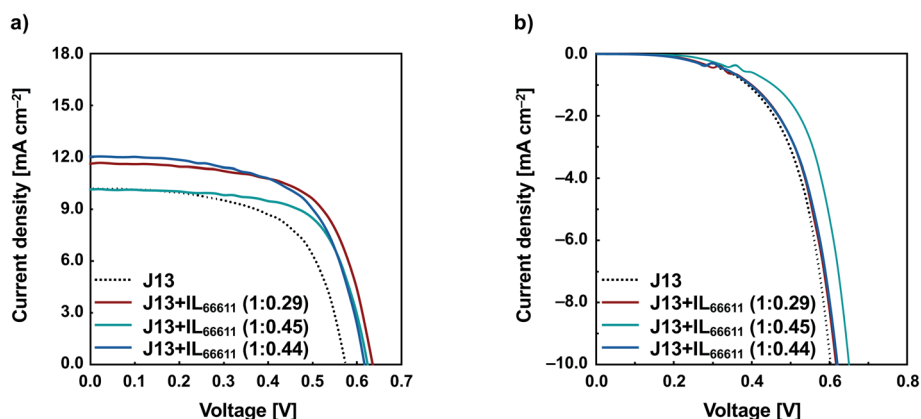 a)
Current density [mA cm⁻²]
18.0
15.0
12.0
9.0
6.0
3.0
0.0
J13
J13+IL₆₆₆₁₁ (1:0.29)
J13+IL₆₆₆₁₁ (1:0.45)
J13+IL₆₆₆₁₁ (1:0.44)
0.0 0.1 0.2 0.3 0.4 0.5 0.6 0.7
Voltage [V]
b)
Current density [mA cm⁻²]
0.0
−2.0
−4.0
−6.0
−8.0
−10.0
J13
J13+IL₆₆₆₁₁ (1:0.29)
J13+IL₆₆₆₁₁ (1:0.45)
J13+IL₆₆₆₁₁ (1:0.44)
0.0 0.2 0.4 0.6 0.8
Voltage [V]